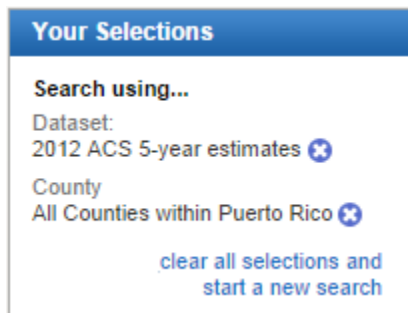 Your Selections
Search using...
Dataset:
2012 ACS 5-year estimates
County
All Counties within Puerto Rico
clear all selections and
start a new search